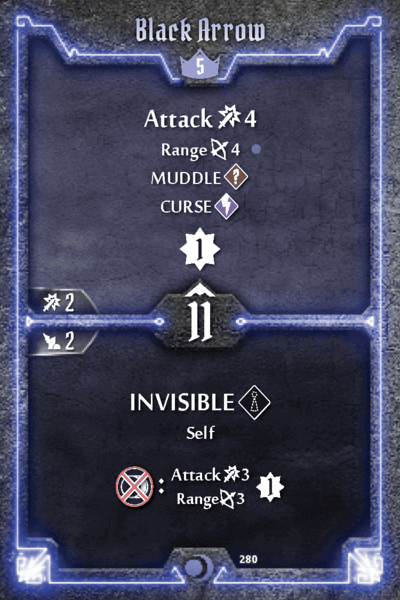 Black Arrow
5
Attack 4
Range 4
MUDDLE ?
CURSE
1
2
11
2
INVISIBLE
Self
: Attack 3
Range 3
1
280